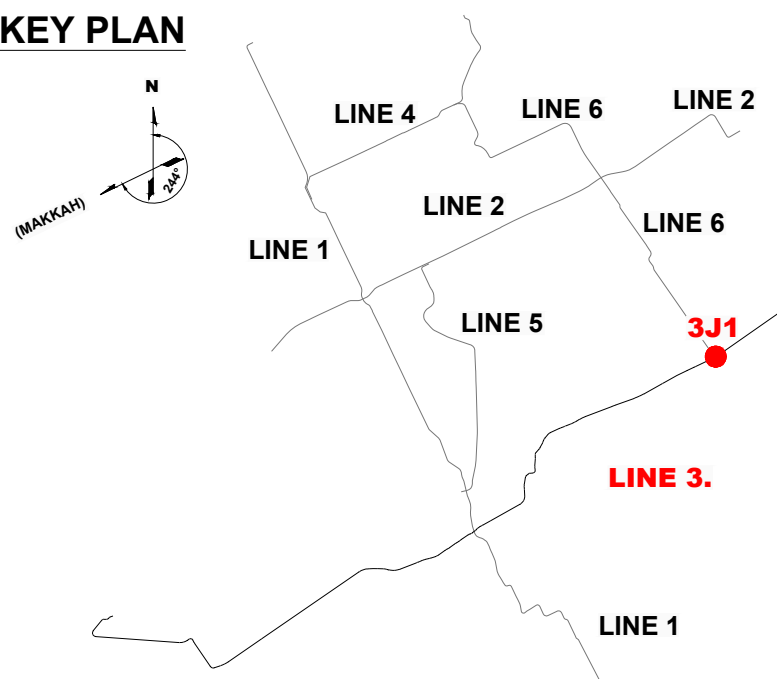 KEY PLAN
N
244°
(MAKKAH)
LINE 4
LINE 6
LINE 2
LINE 2
LINE 6
LINE 1
LINE 5
3J1
LINE 3.
LINE 1